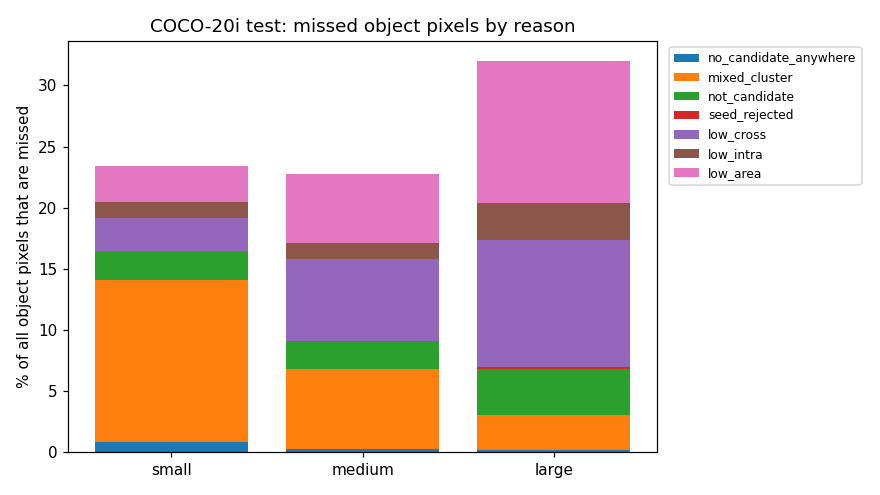 COCO-20i test: missed object pixels by reason
% of all object pixels that are missed
30
25
20
15
10
5
0
small
medium
large
no_candidate_anywhere
mixed_cluster
not_candidate
seed_rejected
low_cross
low_intra
low_area